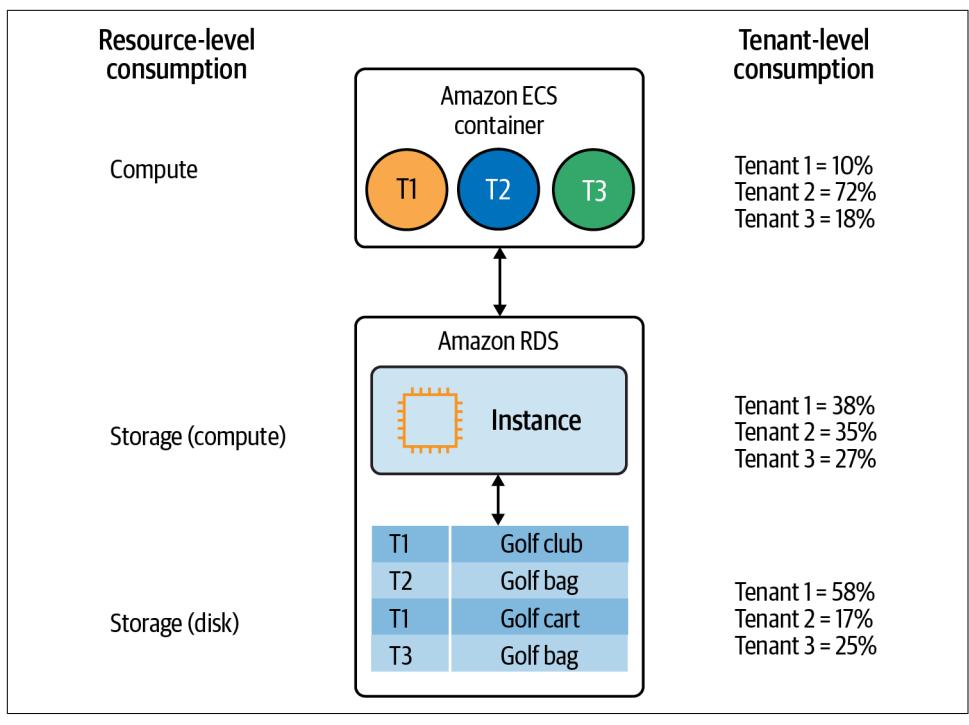 Resource-level
consumption
Tenant-level
consumption
Amazon ECS
container
T1
T2
T3
Compute
Tenant 1 = 10%
Tenant 2 = 72%
Tenant 3 = 18%
Amazon RDS
Instance
Storage (compute)
Tenant 1 = 38%
Tenant 2 = 35%
Tenant 3 = 27%
T1 Golf club
T2 Golf bag
T1 Golf cart
T3 Golf bag
Storage (disk)
Tenant 1 = 58%
Tenant 2 = 17%
Tenant 3 = 25%